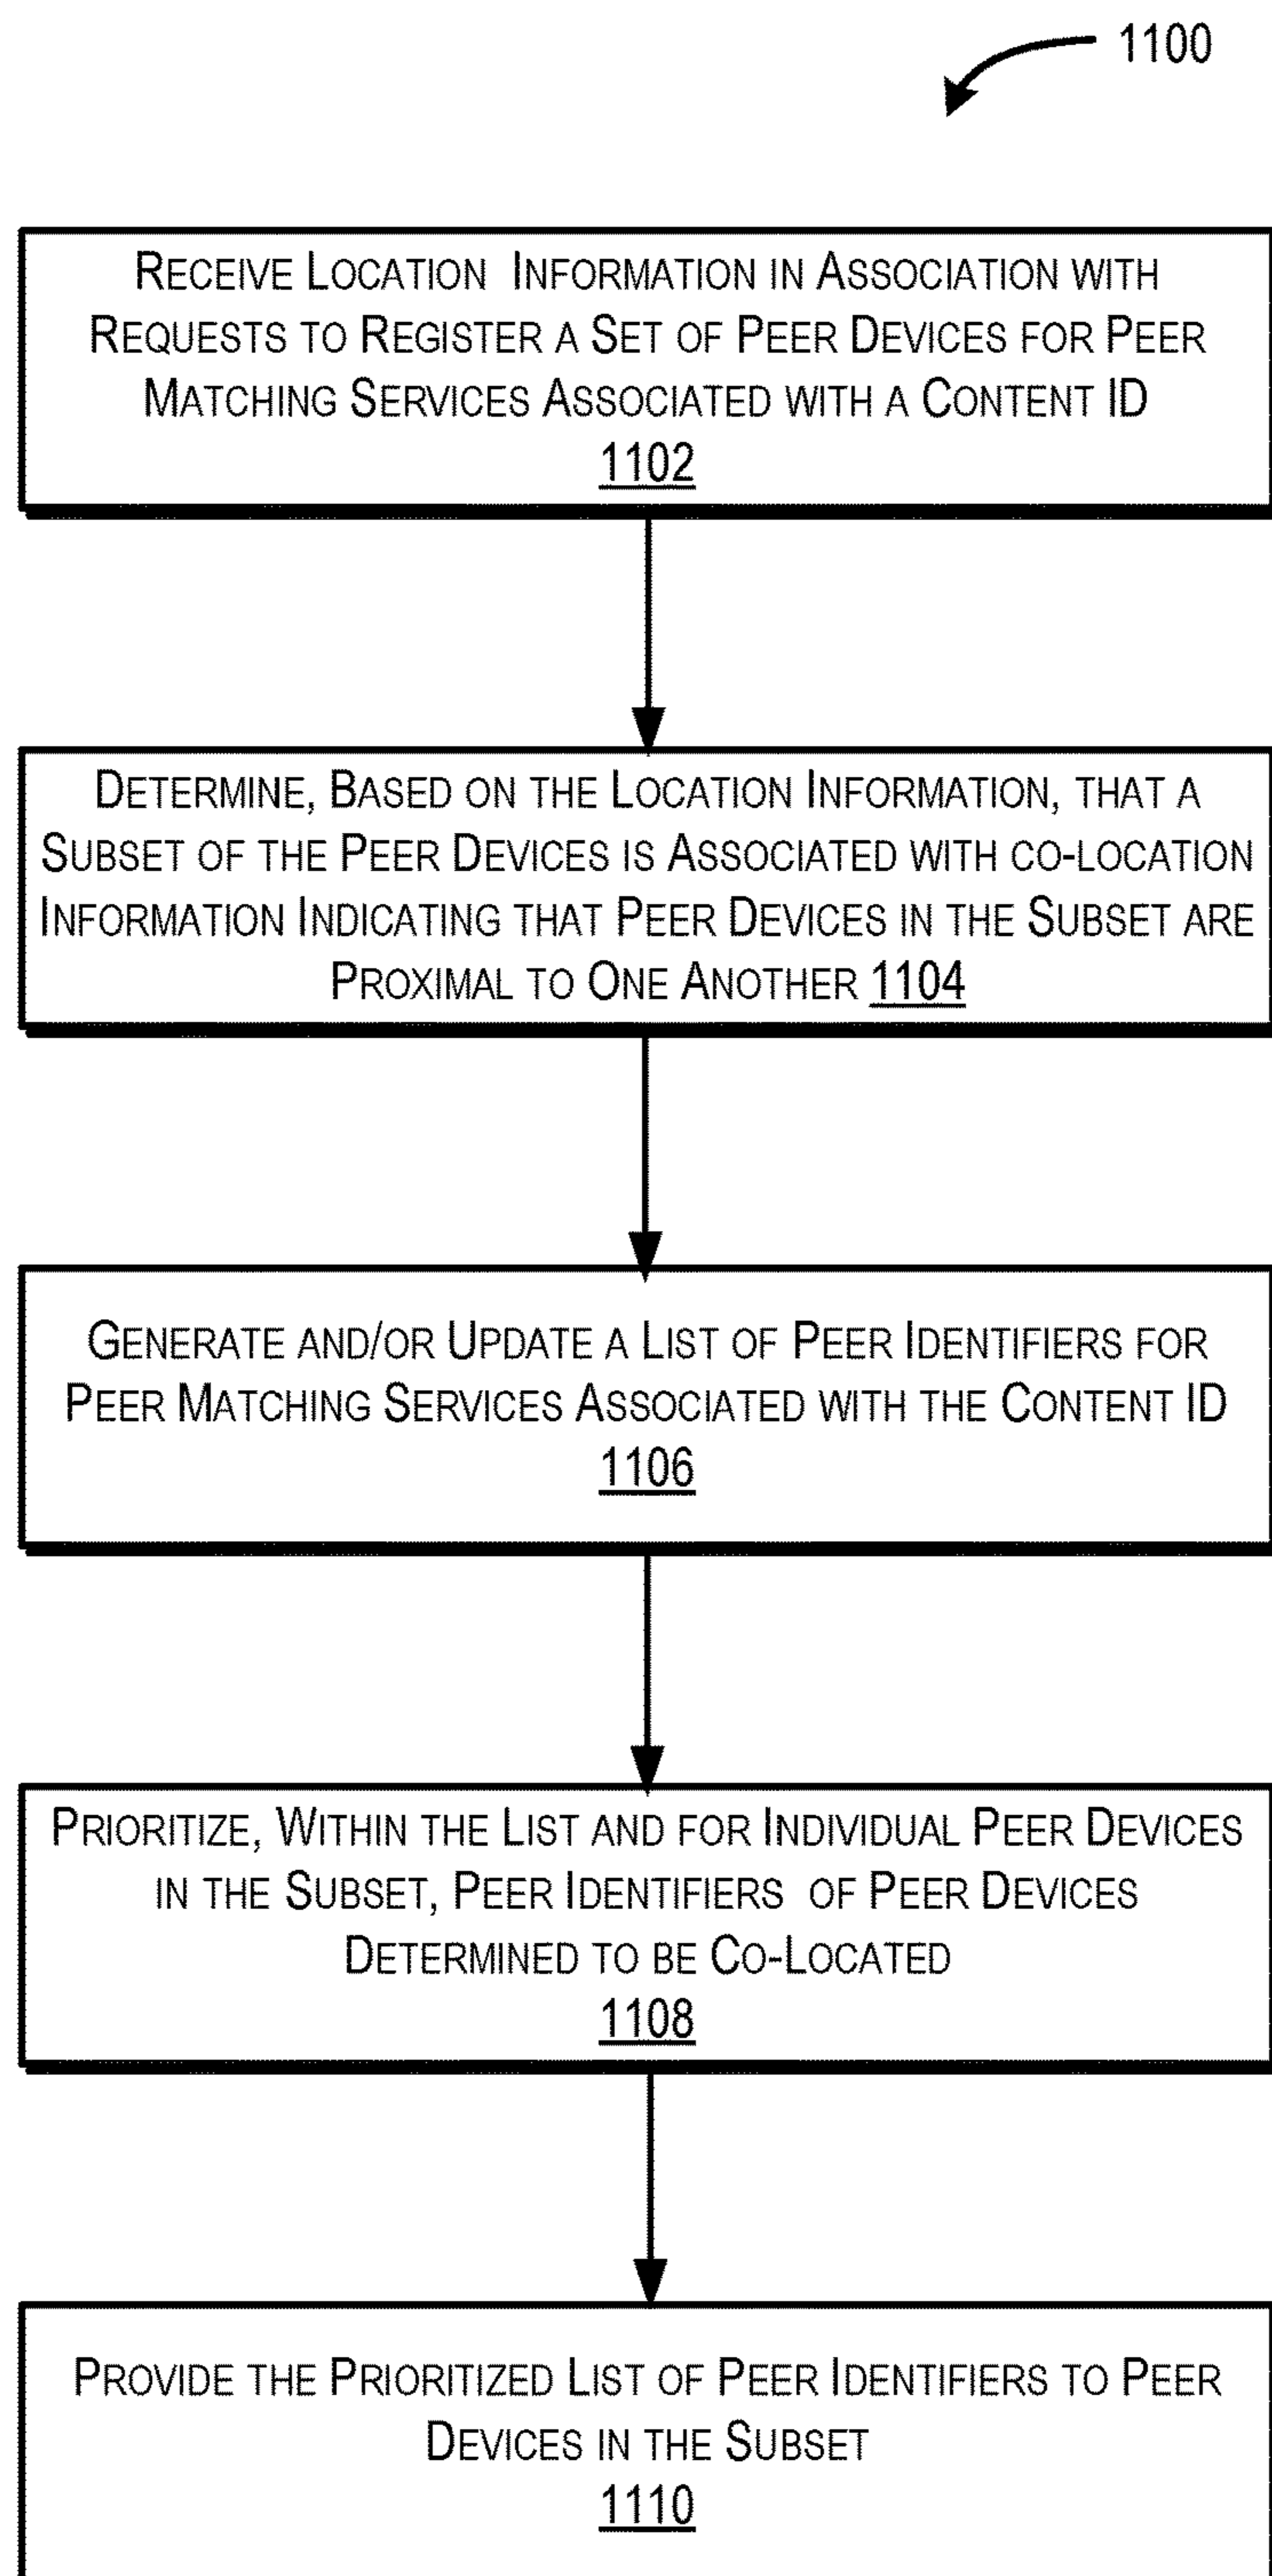 1100
Receive Location Information in Association with
Requests to Register a Set of Peer Devices for Peer
Matching Services Associated with a Content ID
1102
Determine, Based on the Location Information, that a
Subset of the Peer Devices is Associated with co-location
Information Indicating that Peer Devices in the Subset are
Proximal to One Another 1104
Generate and/or Update a List of Peer Identifiers for
Peer Matching Services Associated with the Content ID
1106
Prioritize, Within the List and for Individual Peer Devices
in the Subset, Peer Identifiers of Peer Devices
Determined to be Co-Located
1108
Provide the Prioritized List of Peer Identifiers to Peer
Devices in the Subset
1110